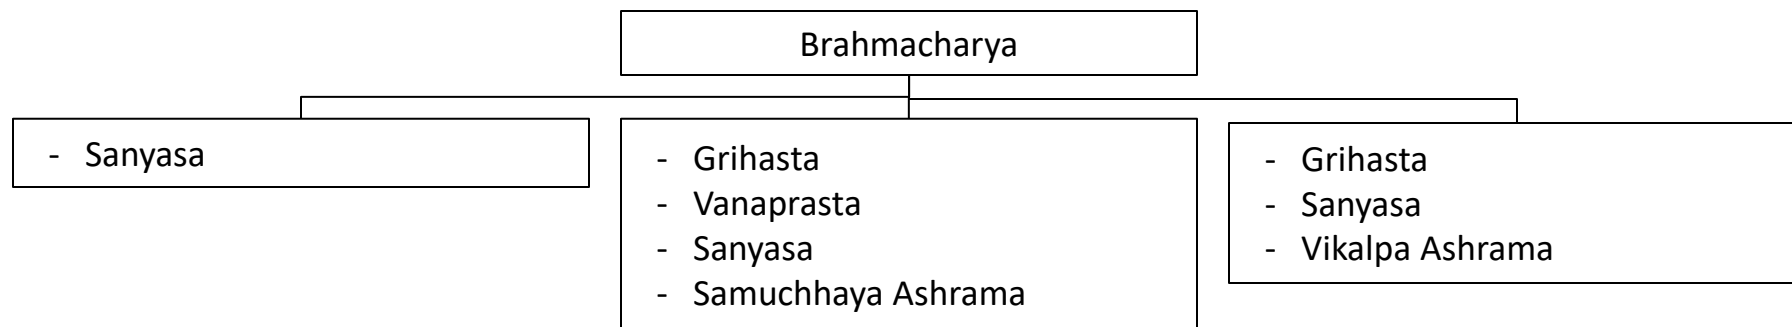 Brahmacharya
- Sanyasa
- Grihasta
- Vanaprasta
- Sanyasa
- Samuchhaya Ashrama
- Grihasta
- Sanyasa
- Vikalpa Ashrama